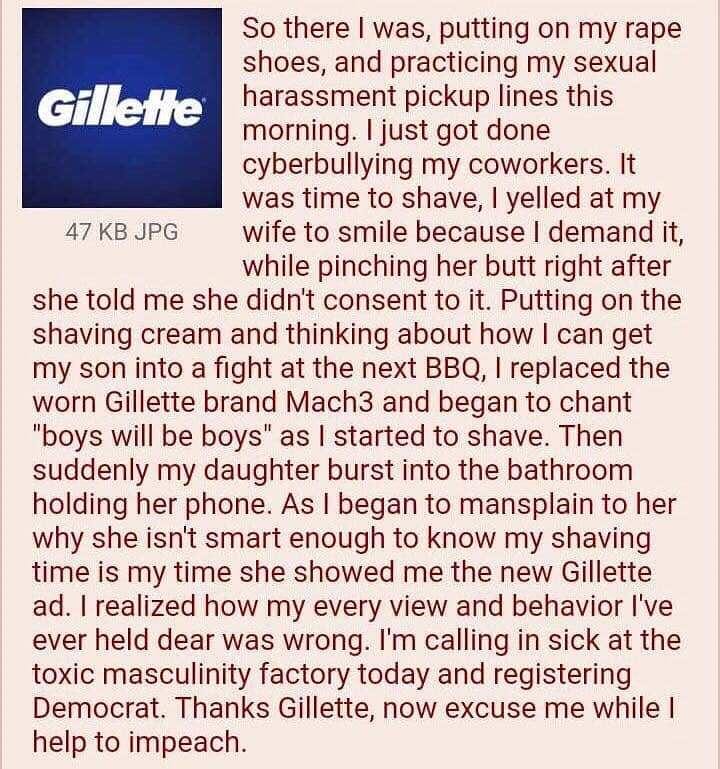 Gillette
47 KB JPG
So there I was, putting on my rape
shoes, and practicing my sexual
harassment pickup lines this
morning. I just got done
cyberbullying my coworkers. It
was time to shave, I yelled at my
wife to smile because I demand it,
while pinching her butt right after
she told me she didn't consent to it. Putting on the
shaving cream and thinking about how I can get
my son into a fight at the next BBQ, I replaced the
worn Gillette brand Mach3 and began to chant
"boys will be boys" as I started to shave. Then
suddenly my daughter burst into the bathroom
holding her phone. As I began to mansplain to her
why she isn't smart enough to know my shaving
time is my time she showed me the new Gillette
ad. I realized how my every view and behavior I've
ever held dear was wrong. I'm calling in sick at the
toxic masculinity factory today and registering
Democrat. Thanks Gillette, now excuse me while I
help to impeach.